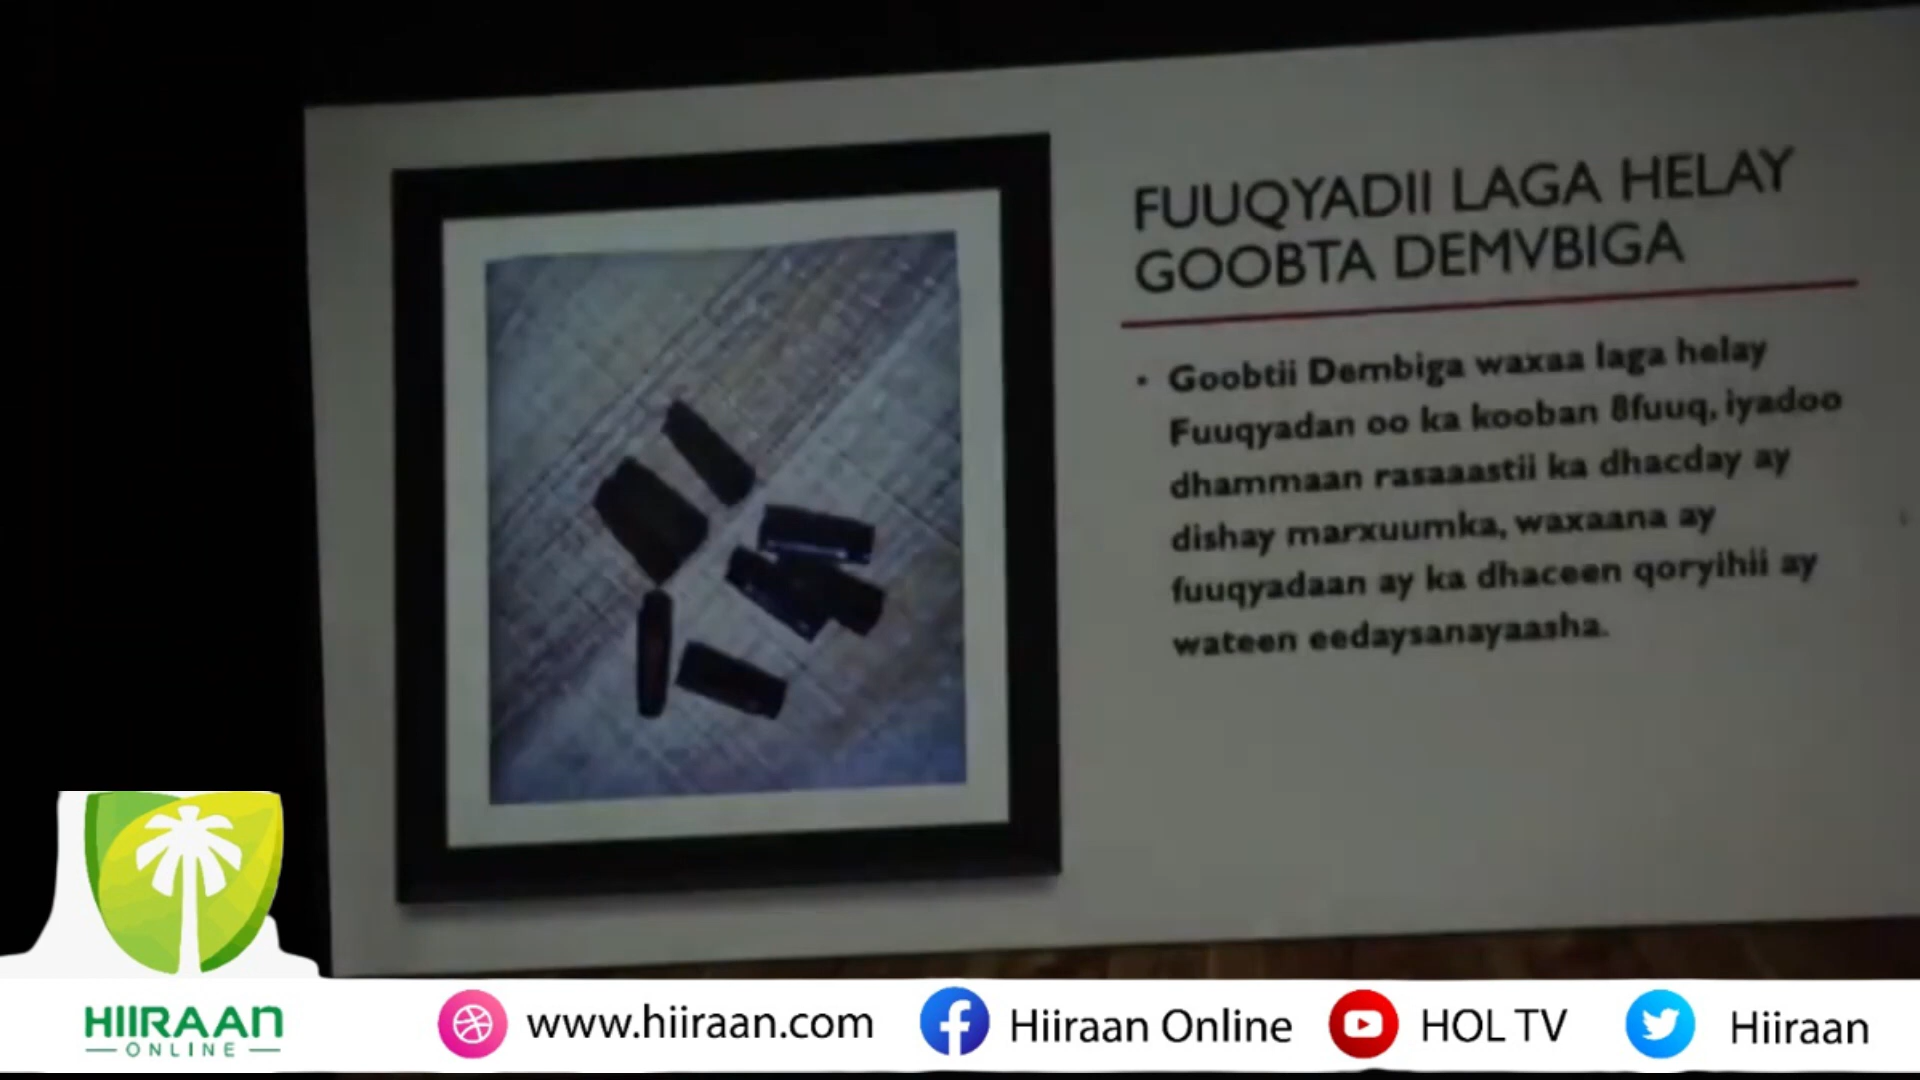 FUUQYADII LAGA HELAY
GOOBTA DEMVBIGA
• Goobtii Dembiga waxaa laga helay
Fuuqyadan oo ka kooban 8fuuq, iyadoo
dhammaan rasaaastii ka dhacday ay
dishay marxuumka, waxaana ay
fuuqyadaan ay ka dhaceen qoryihii ay
wateen eedaysanayaasha.
HIIRAAN
ONLINE
www.hiiraan.com
Hiiraan Online
HOL TV
Hiiraan